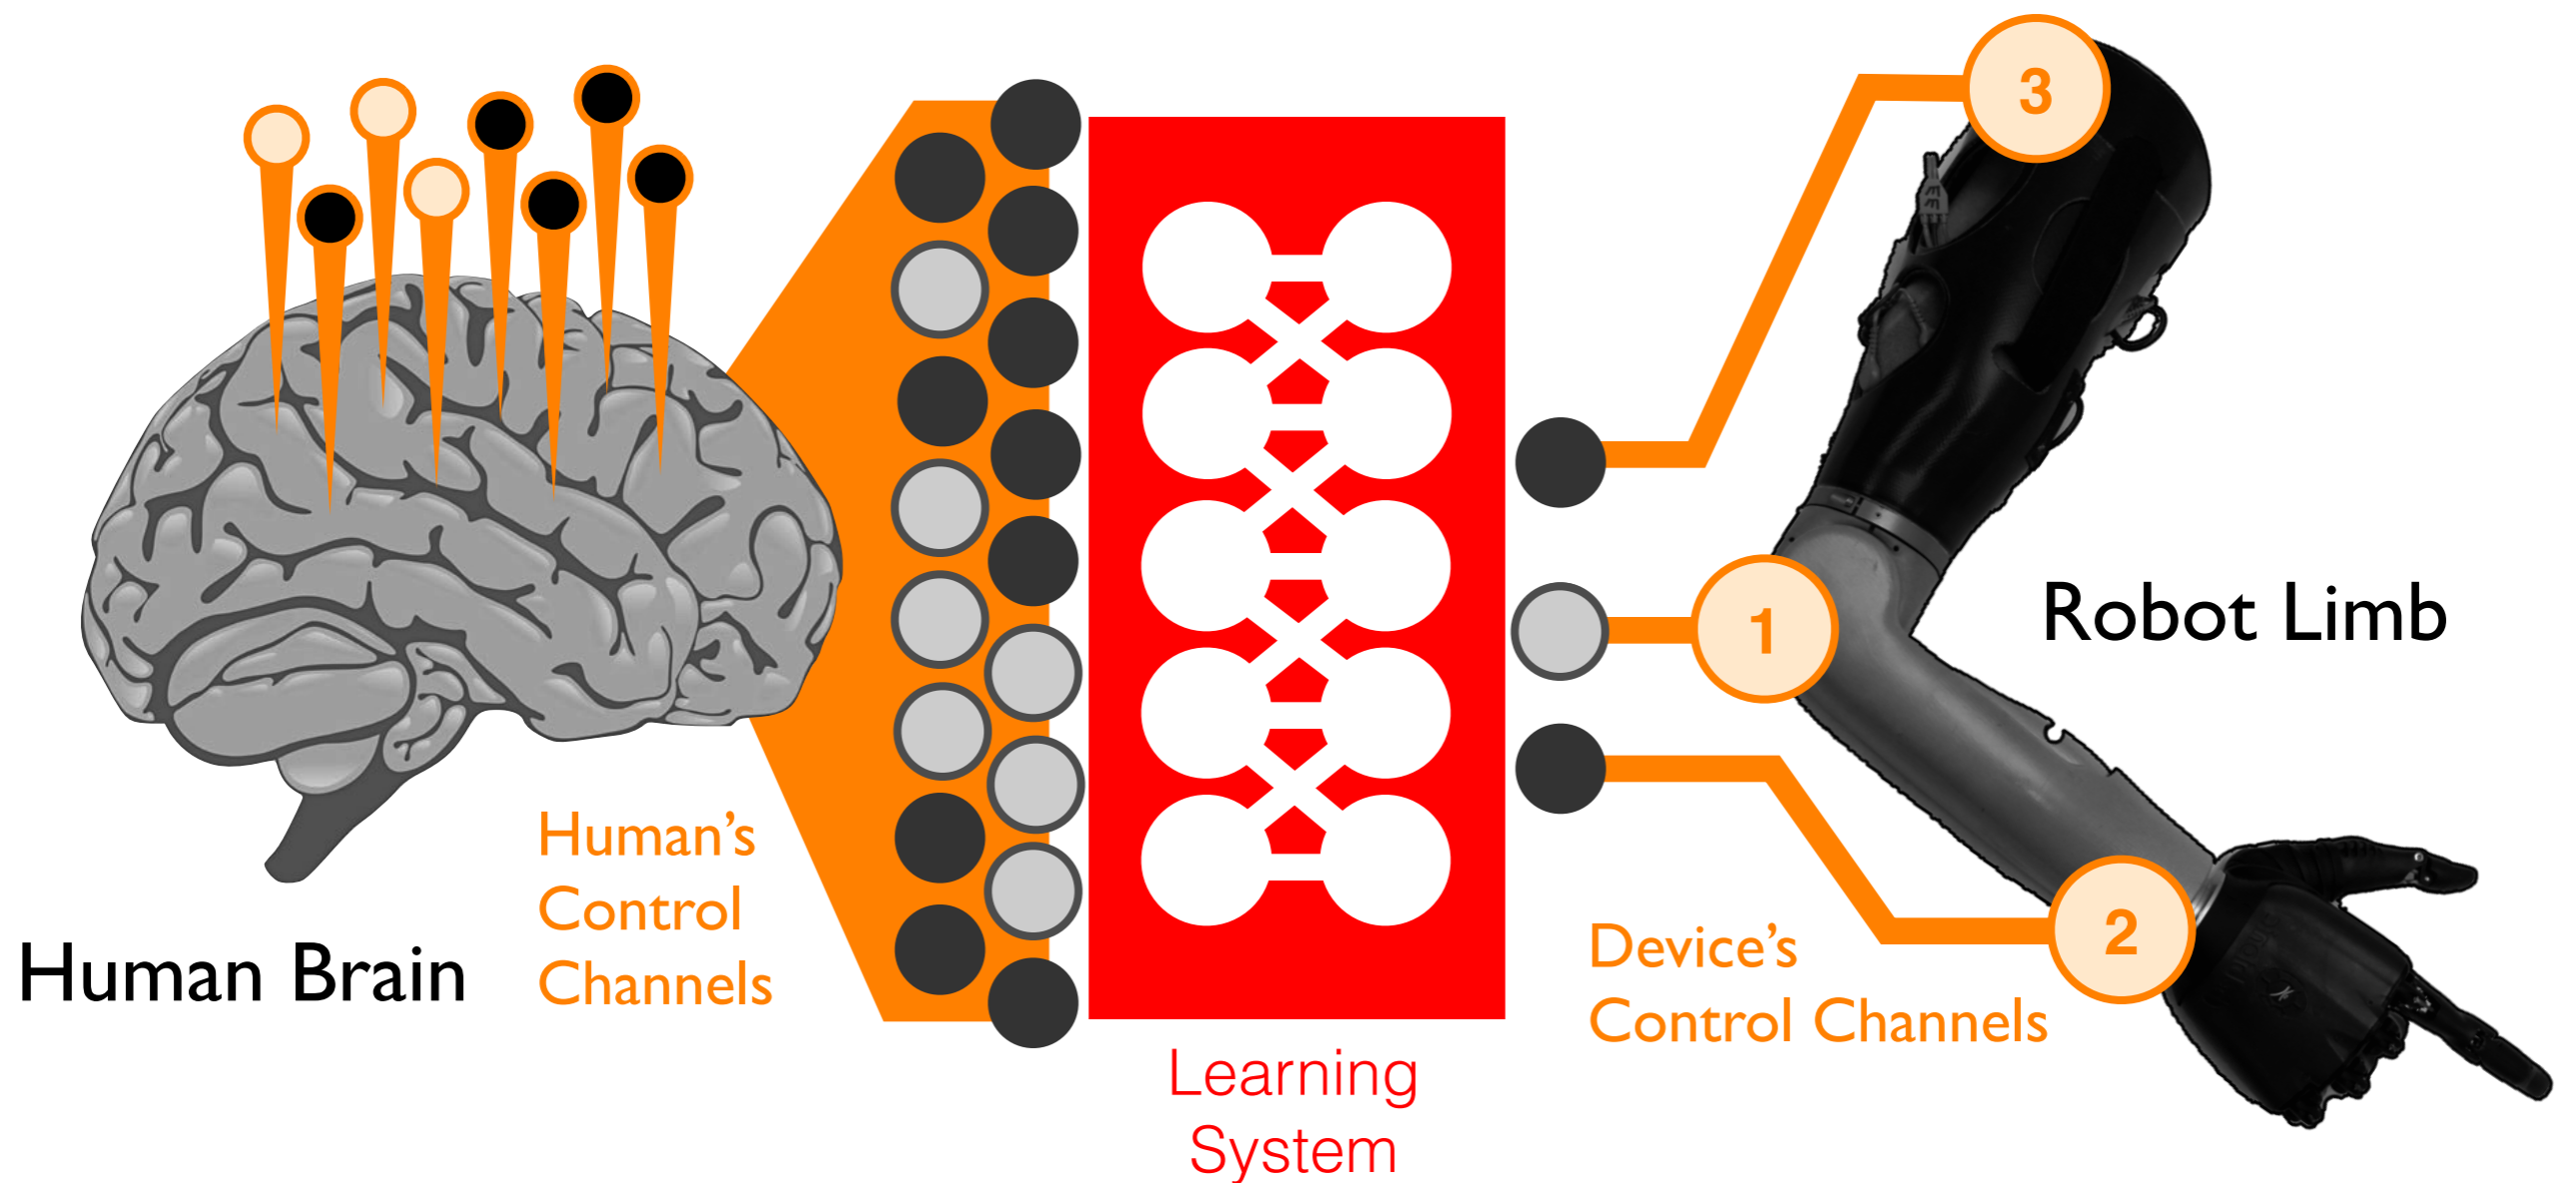 Human Brain
Human's
Control
Channels
Learning
System
3
1
2
Robot Limb
Device's
Control Channels